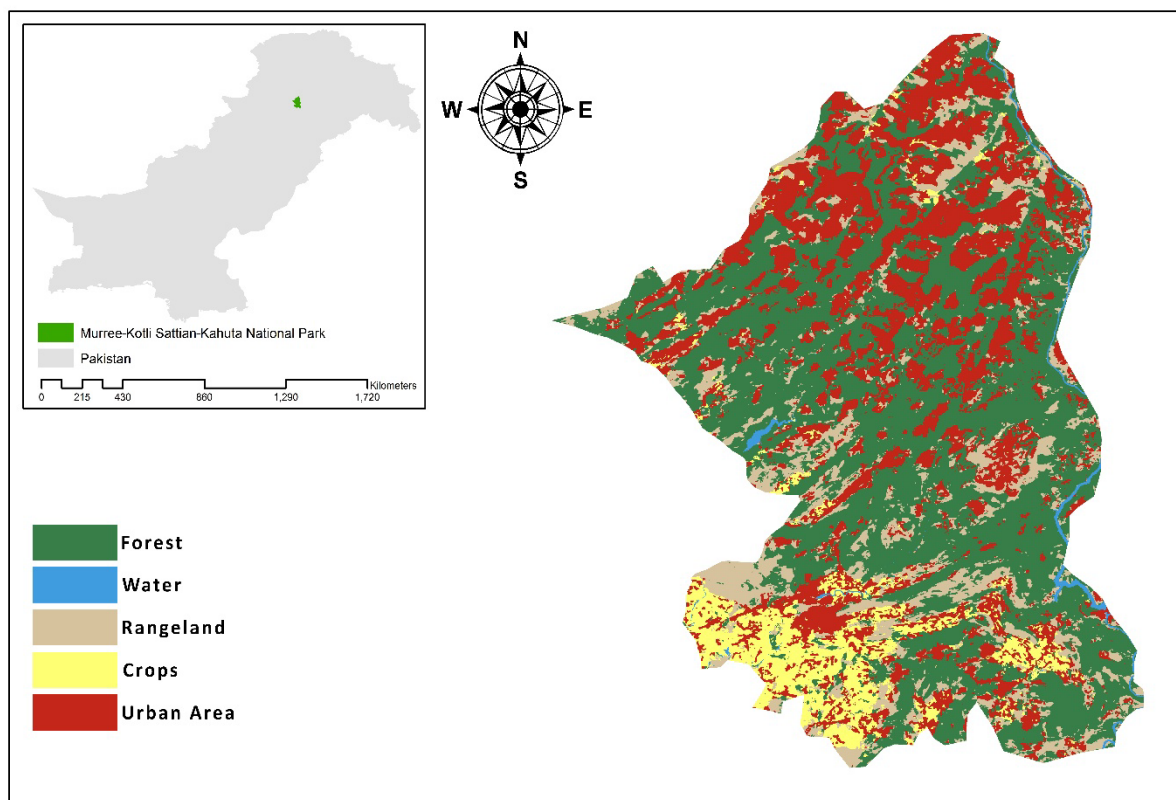 N
W
E
S
Murree-Kotli Sattian-Kahuta National Park
Pakistan
Kilometers
0 215 430 860 1,290 1,720
Forest
Water
Rangeland
Crops
Urban Area